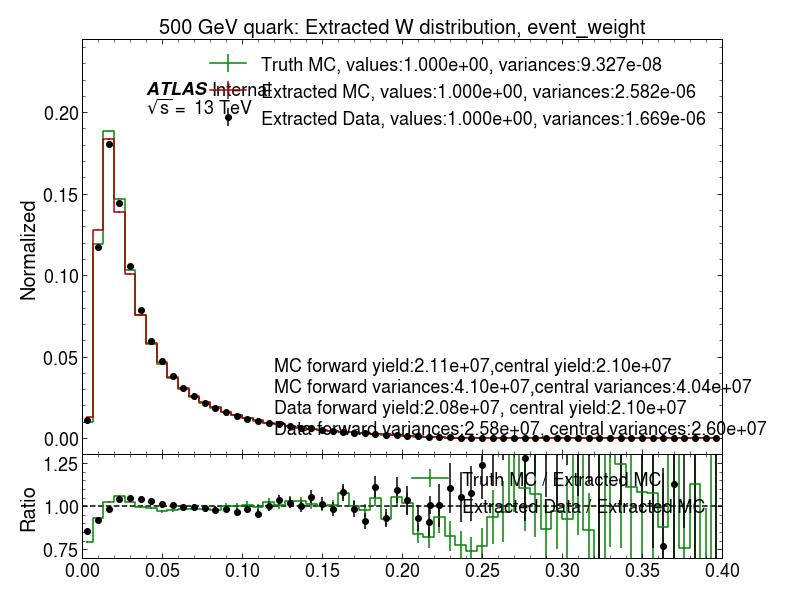 500 GeV quark: Extracted W distribution, event_weight
Truth MC, values:1.000e+00, variances:9.327e-08
ATLAS Internal
Extracted MC, values:1.000e+00, variances:2.582e-06
√s = 13 TeV
Extracted Data, values:1.000e+00, variances:1.669e-06
0.20
0.15
0.10
0.05
0.00
Normalized
MC forward yield:2.11e+07,central yield:2.10e+07
MC forward variances:4.10e+07,central variances:4.04e+07
Data forward yield:2.08e+07, central yield:2.10e+07
Data forward variances:2.58e+07, central variances:2.60e+07
1.25
1.00
0.75
Ratio
Truth MC / Extracted MC
Extracted Data / Extracted MC
0.00 0.05 0.10 0.15 0.20 0.25 0.30 0.35 0.40